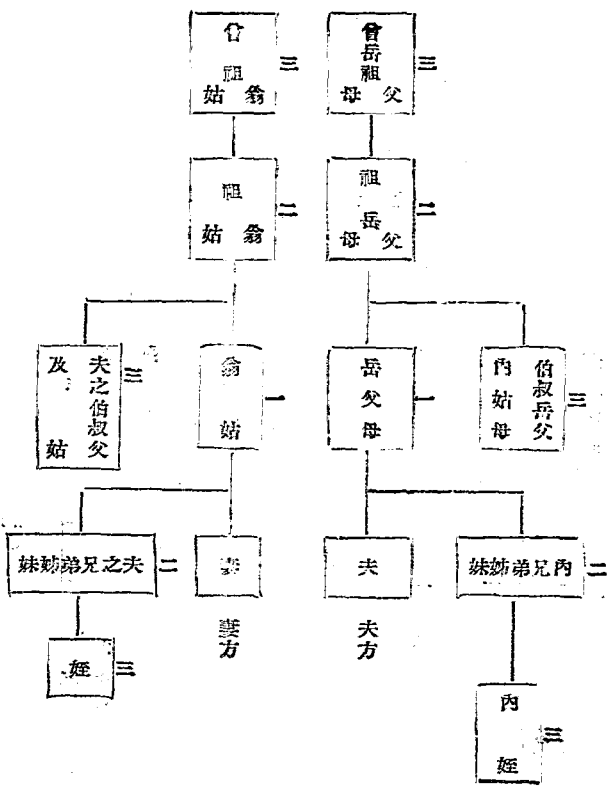 曾岳祖父母
三
曾祖翁姑
三
祖岳父母
二
祖翁姑
二
伯叔岳父
內姑母
三
岳父母
一
翁姑
一
夫之伯叔父
及姑
三
內兄弟姊妹
二
夫
妻
夫之兄弟姊妹
二
夫方
妻方
內姪
三
姪
三